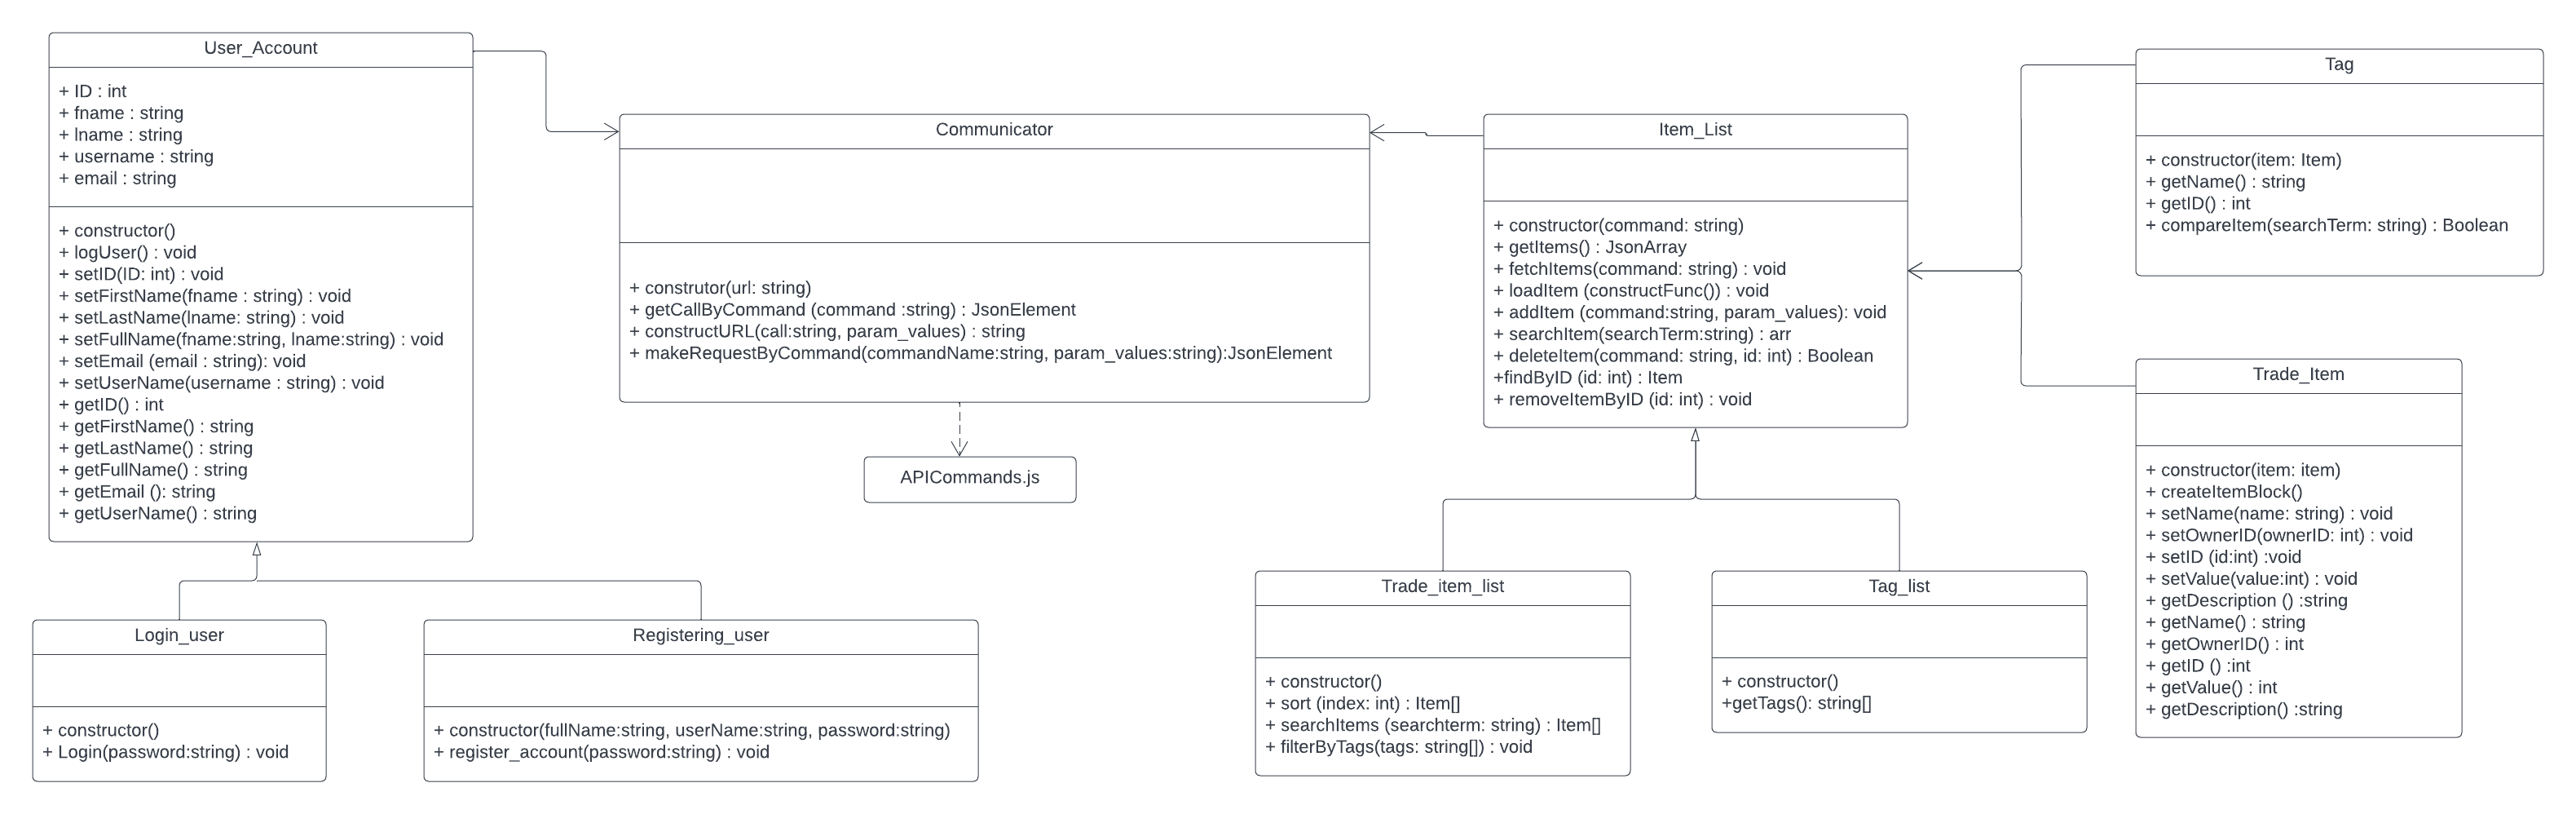 User_Account
+ ID : int
+ fname : string
+ lname : string
+ username : string
+ email : string
+ constructor()
+ logUser() : void
+ setID(ID: int) : void
+ setFirstName(fname : string) : void
+ setLastName(lname: string) : void
+ setFullName(fname:string, lname:string) : void
+ setEmail (email : string): void
+ setUserName(username : string) : void
+ getID() : int
+ getFirstName() : string
+ getLastName() : string
+ getFullName() : string
+ getEmail (): string
+ getUserName() : string
Communicator
+ construtor(url: string)
+ getCallByCommand (command :string) : JsonElement
+ constructURL(call:string, param_values) : string
+ makeRequestByCommand(commandName:string, param_values:string):JsonElement
APICommands.js
Item_List
+ constructor(command: string)
+ getItems() : JsonArray
+ fetchItems(command: string) : void
+ loadItem (constructFunc()) : void
+ addItem (command:string, param_values): void
+ searchItem(searchTerm:string) : arr
+ deleteItem(command: string, id: int) : Boolean
+findByID (id: int) : Item
+ removeItemByID (id: int) : void
Tag
+ constructor(item: Item)
+ getName() : string
+ getID() : int
+ compareItem(searchTerm: string) : Boolean
Trade_Item
+ constructor(item: item)
+ createItemBlock()
+ setName(name: string) : void
+ setOwnerID(ownerID: int) : void
+ setID (id:int) :void
+ setValue(value:int) : void
+ getDescription () :string
+ getName() : string
+ getOwnerID() : int
+ getID () :int
+ getValue() : int
+ getDescription() :string
Login_user
+ constructor()
+ Login(password:string) : void
Registering_user
+ constructor(fullName:string, userName:string, password:string)
+ register_account(password:string) : void
Trade_item_list
+ constructor()
+ sort (index: int) : Item[]
+ searchItems (searchterm: string) : Item[]
+ filterByTags(tags: string[]) : void
Tag_list
+ constructor()
+getTags(): string[]